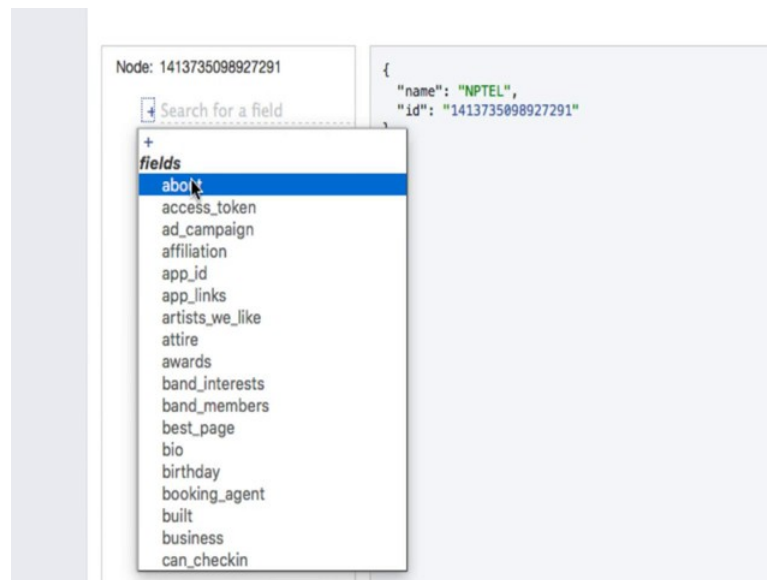 Node: 1413735098927291
+ Search for a field
+
fields
about
access_token
ad_campaign
affiliation
app_id
app_links
artists_we_like
attire
awards
band_interests
band_members
best_page
bio
birthday
booking_agent
built
business
can_checkin
{
"name": "NPTEL",
"id": "1413735098927291"
}